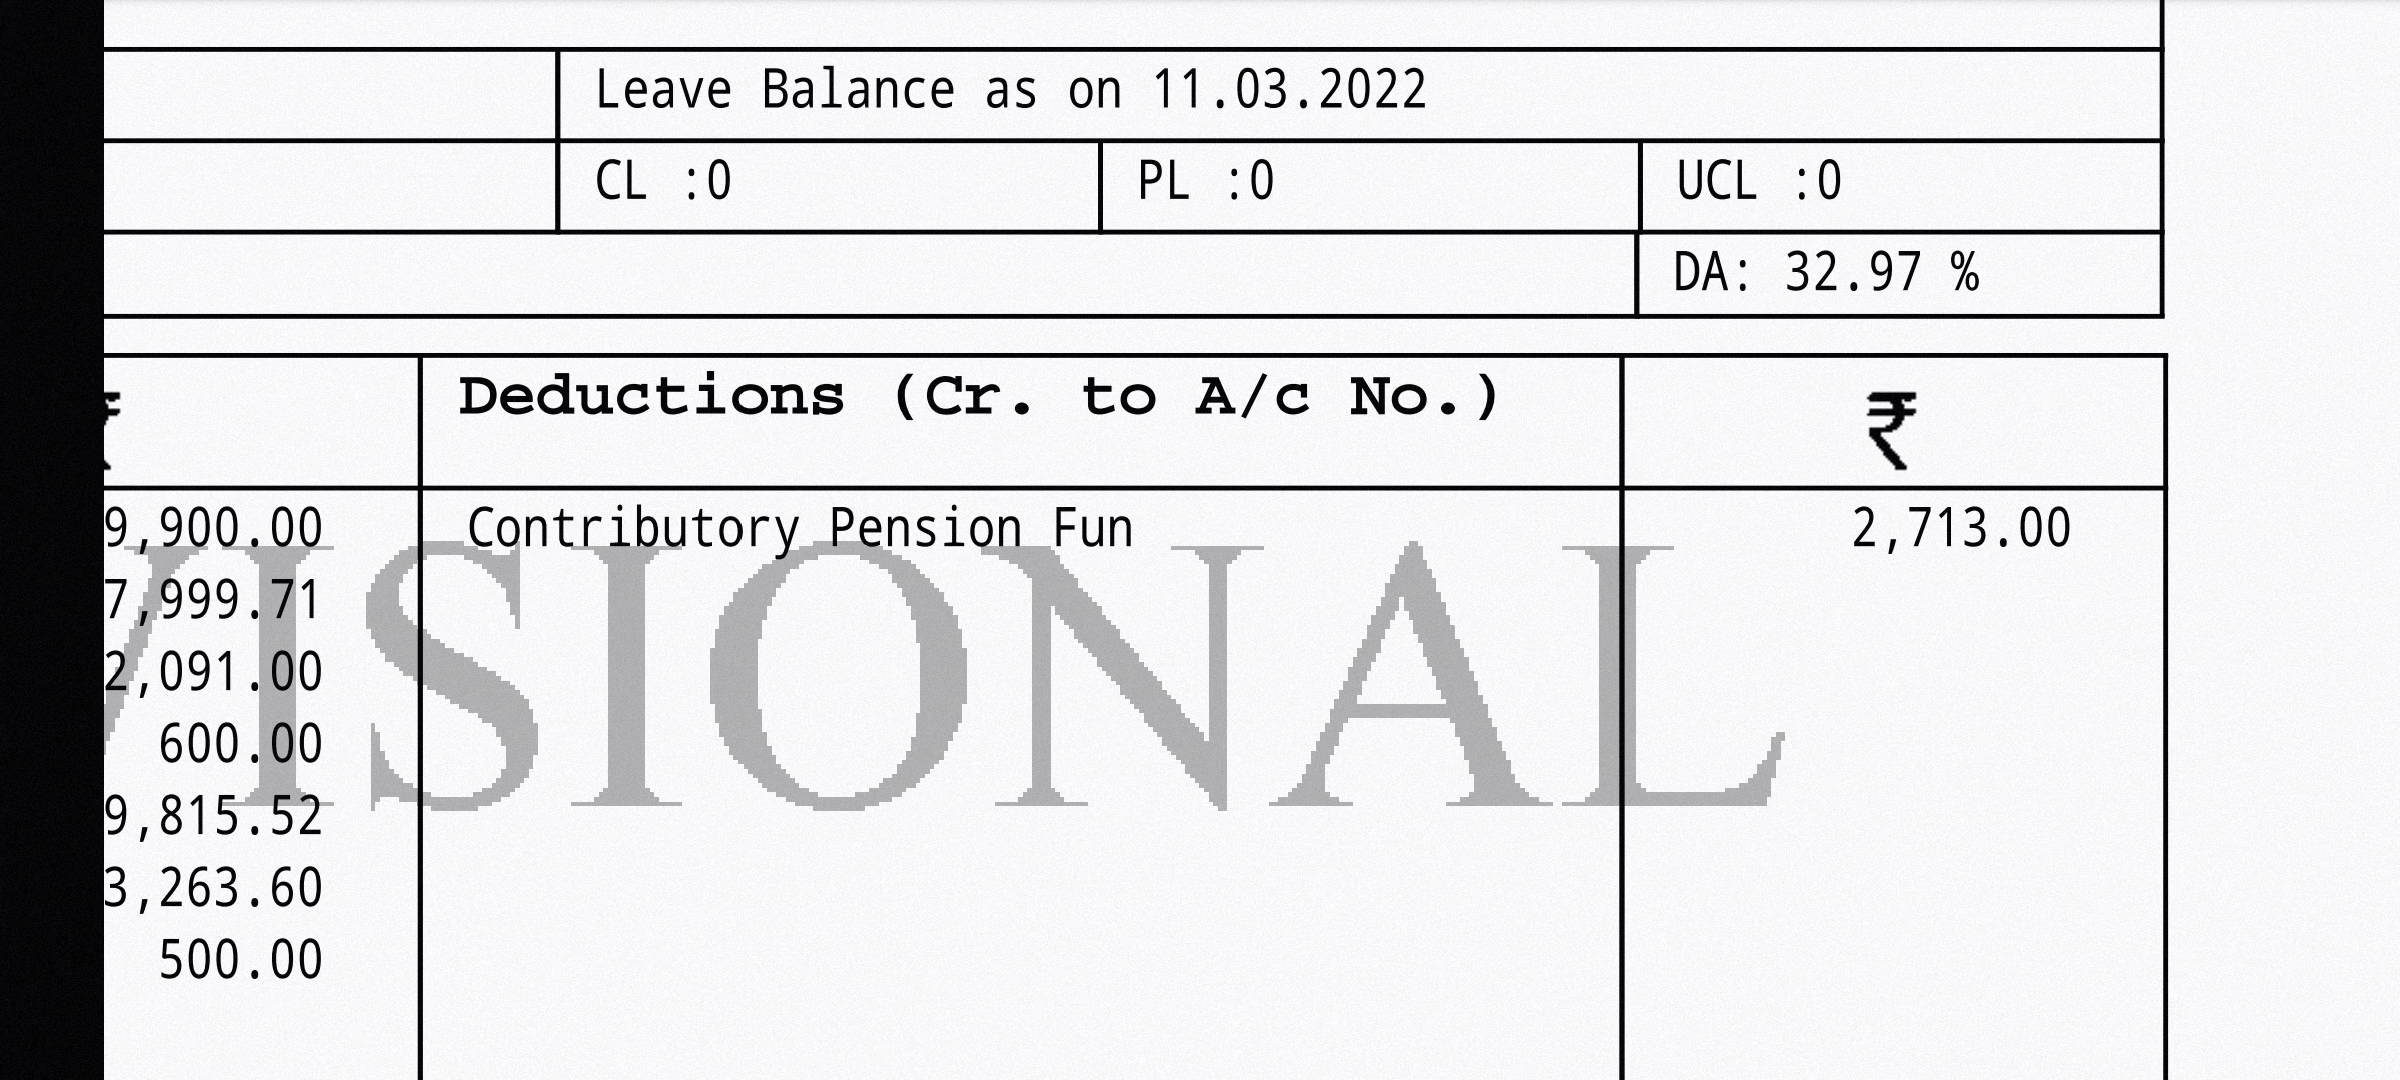 Leave Balance as on 11.03.2022
CL :0 PL :0 UCL :0
DA: 32.97 %
₹ Deductions (Cr. to A/c No.) ₹
9,900.00 Contributory Pension Fun 2,713.00
7,999.71
2,091.00
600.00
9,815.52
3,263.60
500.00
VISIONAL